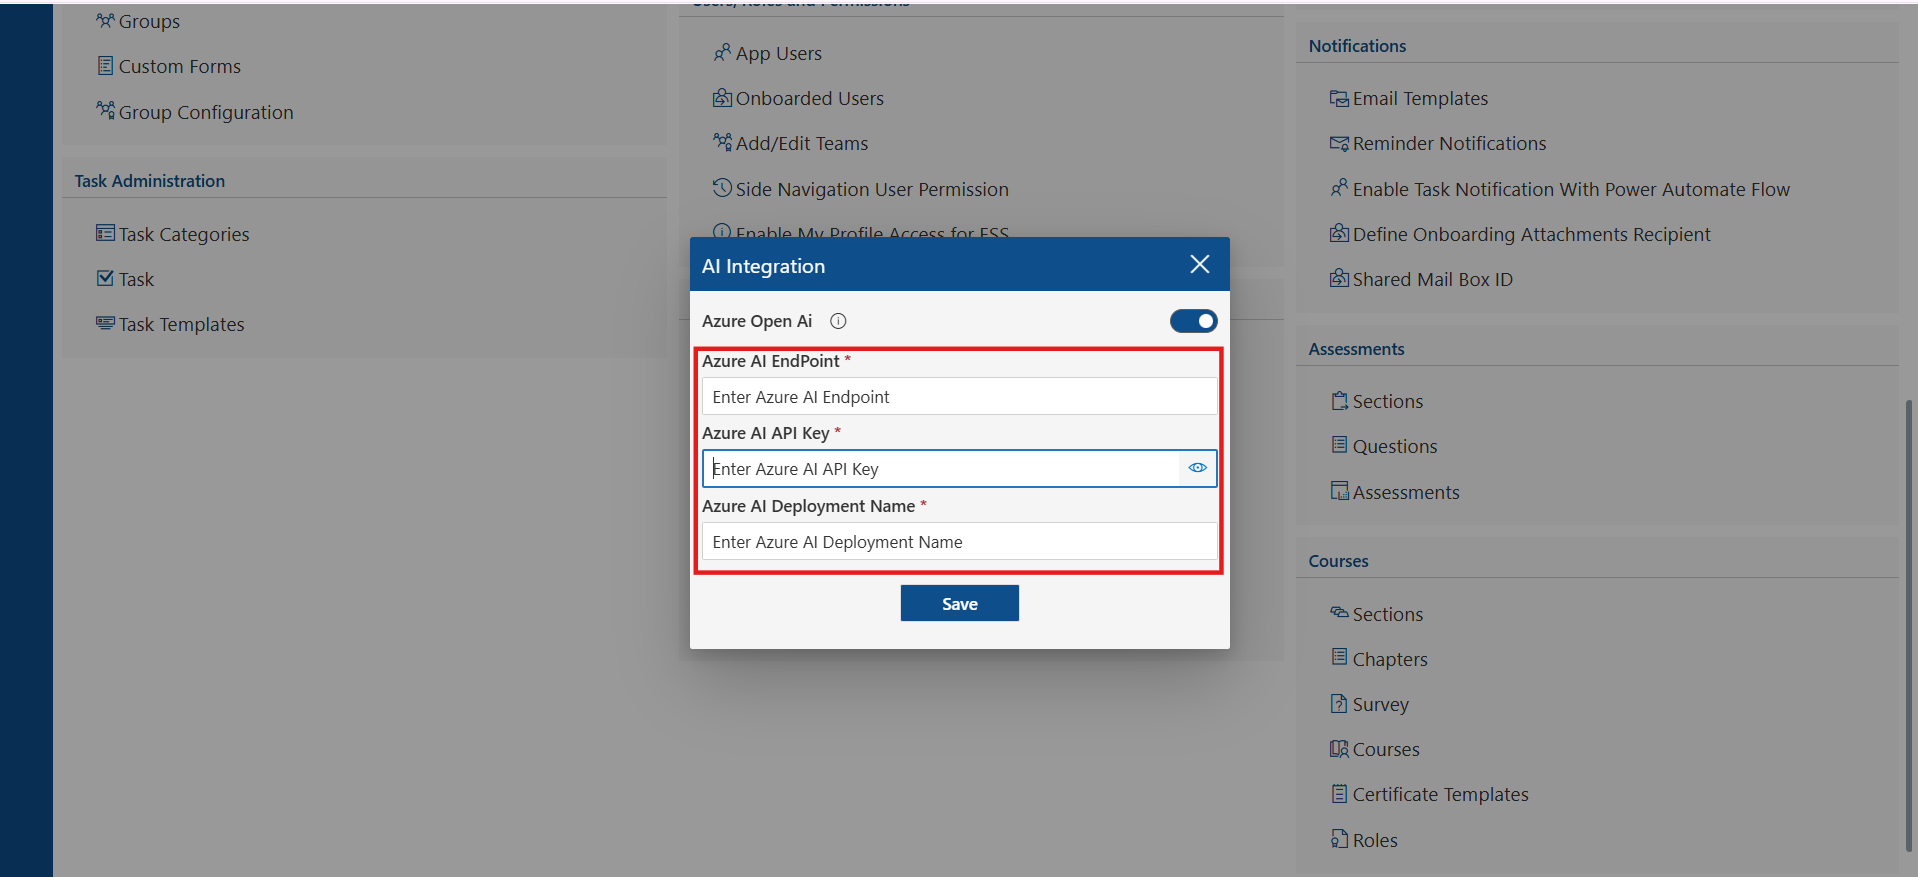 Groups
Custom Forms
Group Configuration
Task Administration
Task Categories
Task
Task Templates
Users, Roles and Permissions
App Users
Onboarded Users
Add/Edit Teams
Side Navigation User Permission
Enable My Profile Access for ESS
AI Integration
Azure Open Ai
Azure AI EndPoint *
Enter Azure AI Endpoint
Azure AI API Key *
Enter Azure AI API Key
Azure AI Deployment Name *
Enter Azure AI Deployment Name
Save
Notifications
Email Templates
Reminder Notifications
Enable Task Notification With Power Automate Flow
Define Onboarding Attachments Recipient
Shared Mail Box ID
Assessments
Sections
Questions
Assessments
Courses
Sections
Chapters
Survey
Courses
Certificate Templates
Roles